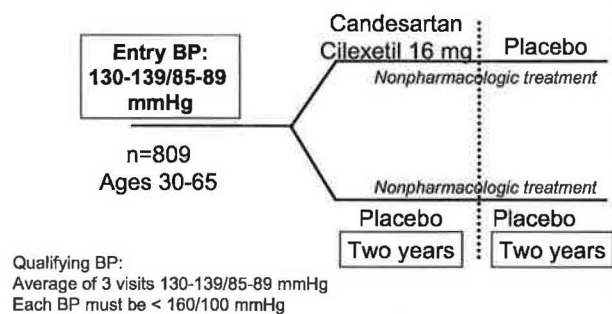 Entry BP:
130-139/85-89
mmHg
n=809
Ages 30-65
Candesartan
Cilexetil 16 mg
Placebo
Nonpharmacologic treatment
Nonpharmacologic treatment
Placebo
Placebo
Two years
Two years
Qualifying BP:
Average of 3 visits 130-139/85-89 mmHg
Each BP must be < 160/100 mmHg